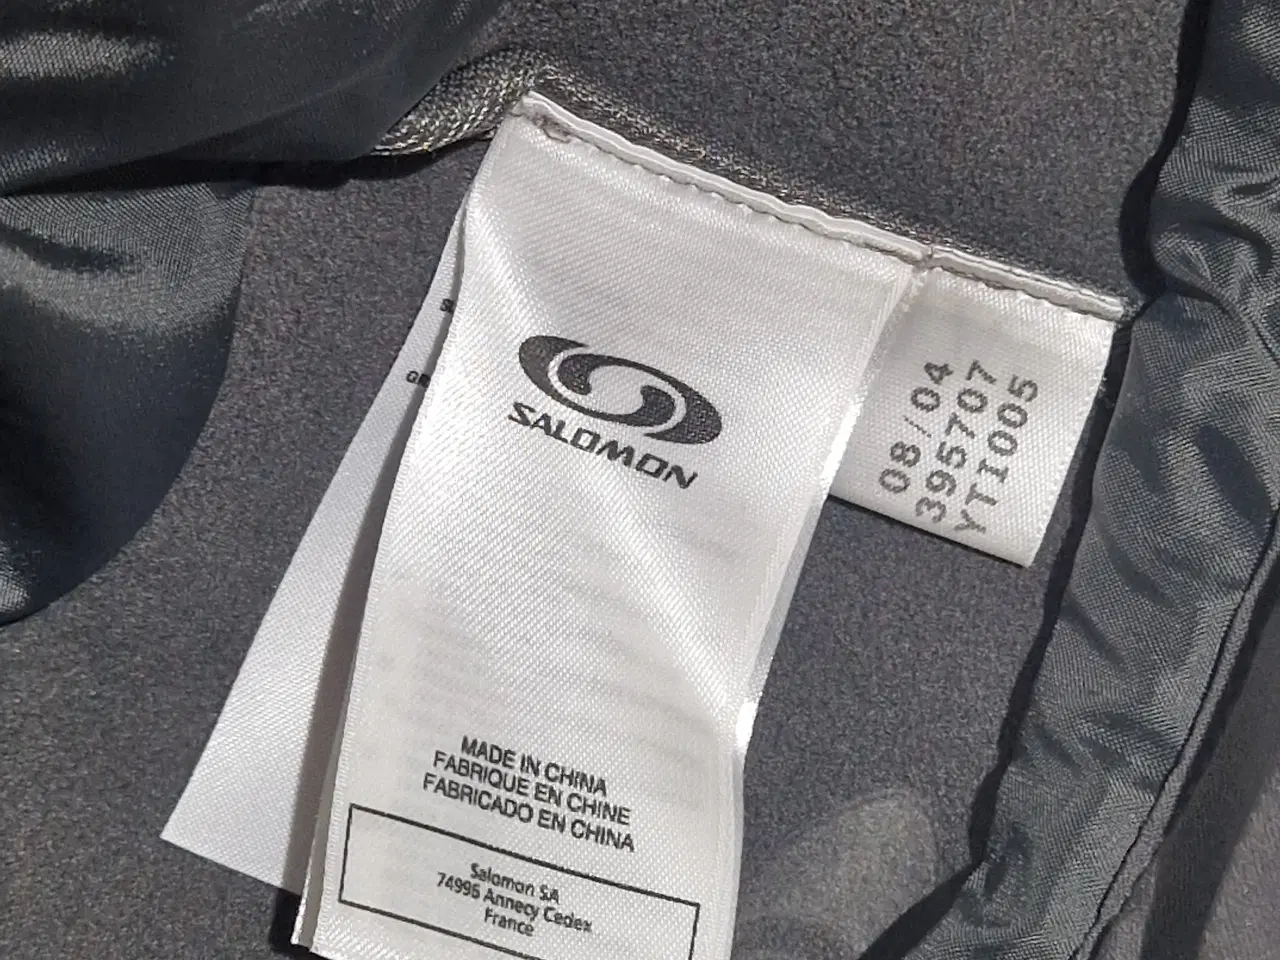 SALOMON
MADE IN CHINA
FABRIQUE EN CHINE
FABRICADO EN CHINA
Salomon SA
74996 Annecy Cedex
France
08/04
395707
YTI005